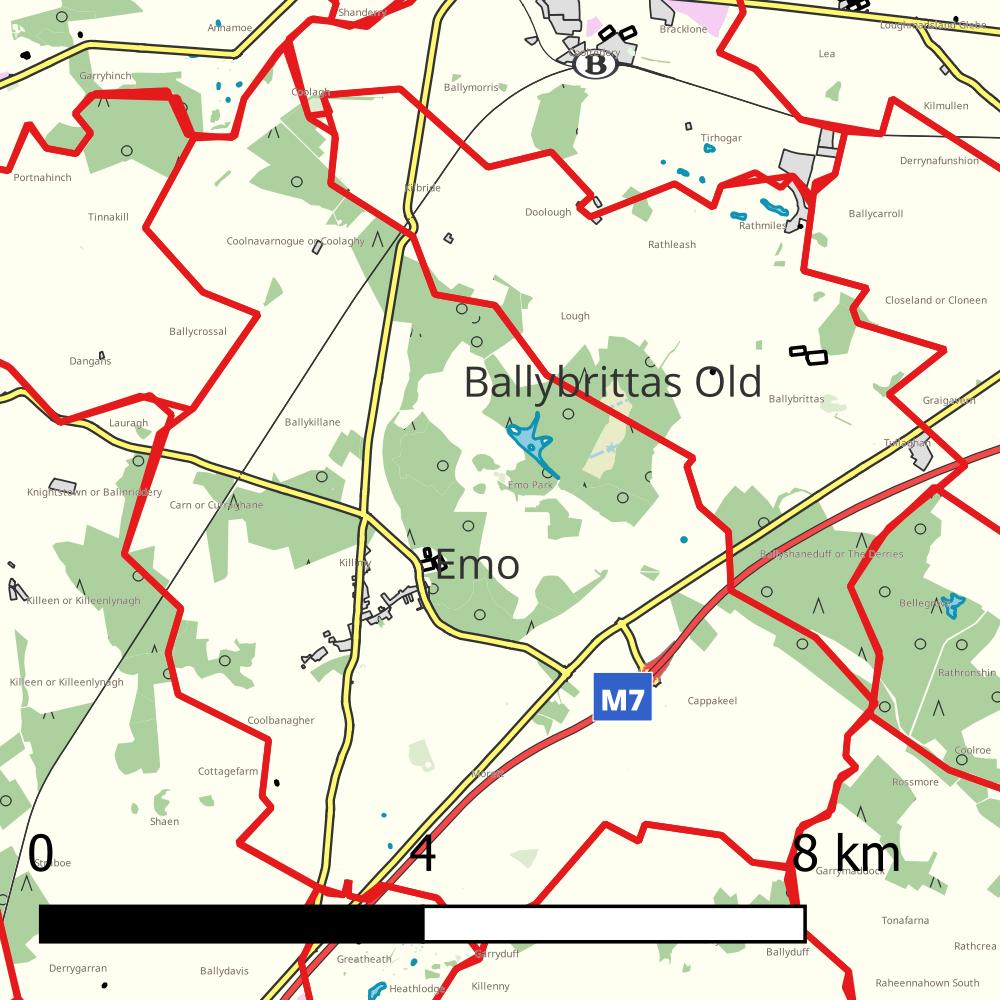 Shanderry
Annamoe
Loughmansland Glebe
Bracklone
Lea
Garryhinch
Ballymorris
Coolagh
B
Kilmullen
Tirhogar
Derrynafunshion
Portnahinch
Kilbride
Tinnakill
Doolough
Ballycarroll
Rathmiles
Coolnavarnogue or Coolaghy
Rathleash
Closeland or Cloneen
Lough
Ballycrossal
Dangans
Ballybrittas Old
Ballybrittas
Graigavern
Lauragh
Ballykillane
Tullaghan
Emo Park
Knightstown or Balinriddery
Carn or Curraghane
Ballyshaneduff or The Derries
Killimy
Emo
Killeen or Killeenlynagh
Bellegrove
Rathronshin
Killeen or Killeenlynagh
M7
Cappakeel
Coolbanagher
Coolroe
Cottagefarm
Morett
Rossmore
Shaen
0 4 8 km
Straboe
Garrymaddock
Tonafarna
Rathcrea
Garryduff
Ballyduff
Greatheath
Derrygarran
Ballydavis
Heathlodge
Killenny
Raheennahown South